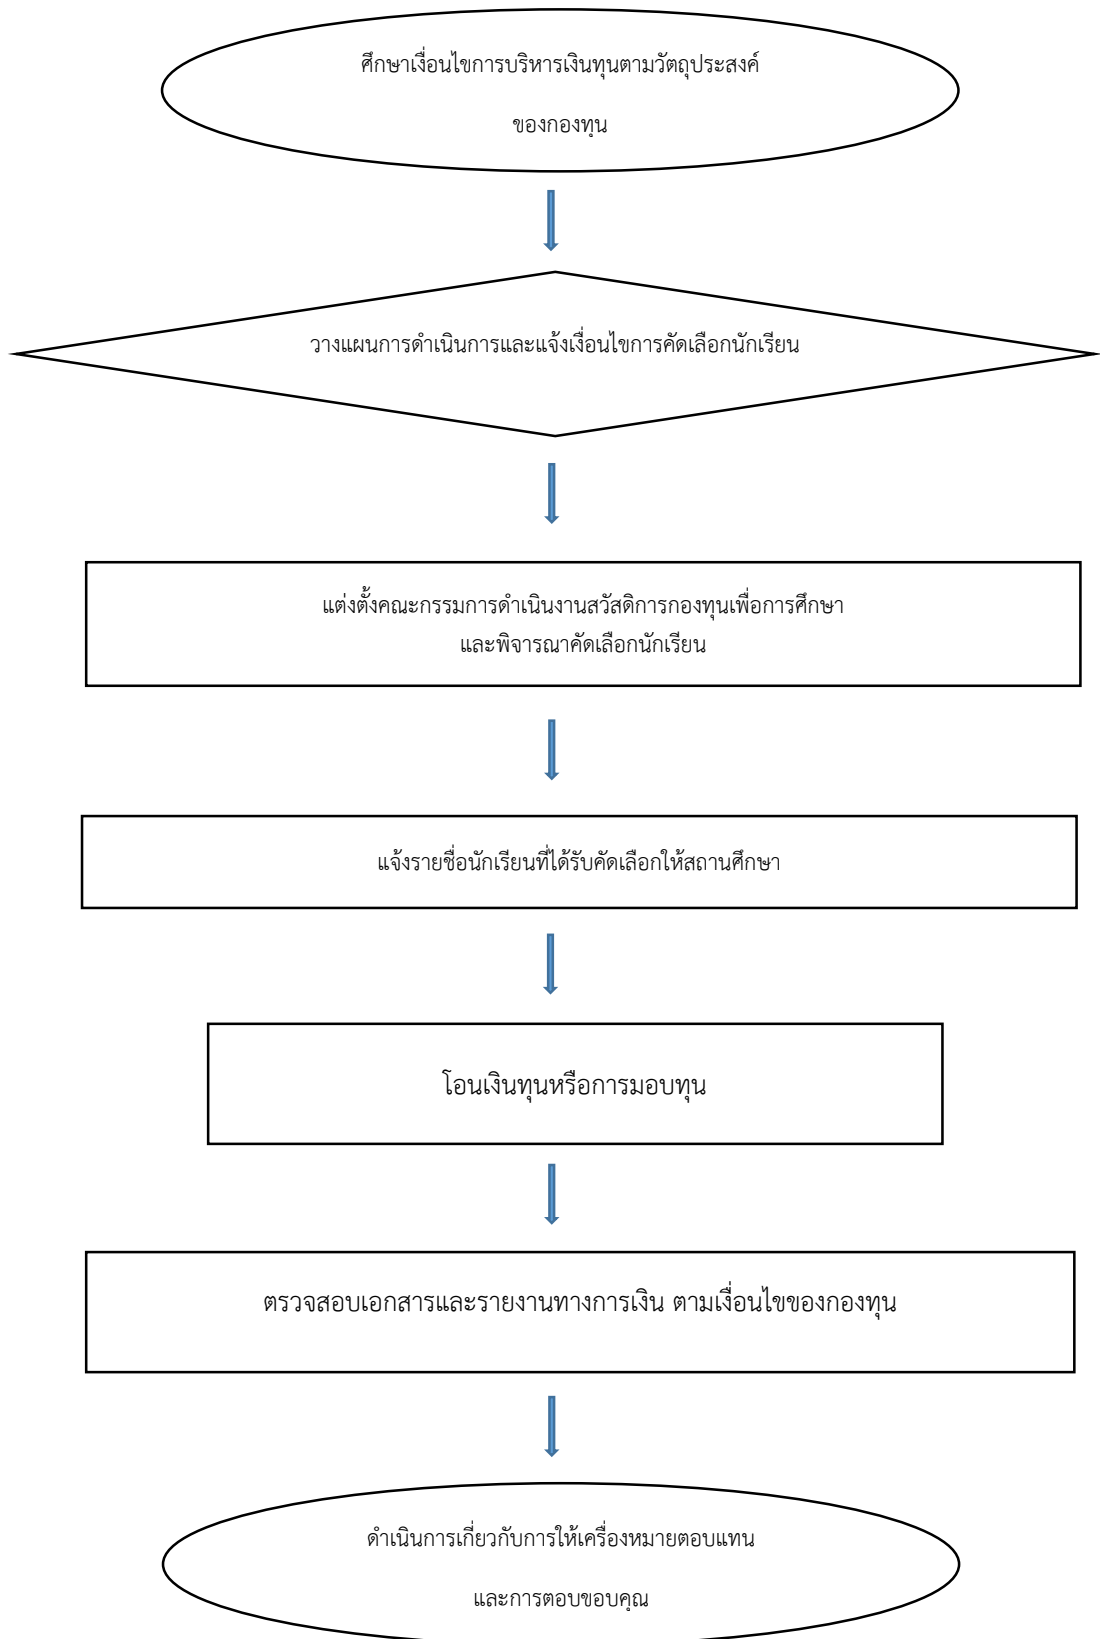 ศึกษาเงื่อนไขการบริหารเงินทุนตามวัตถุประสงค์
ของกองทุน
วางแผนการดำเนินการและแจ้งเงื่อนไขการคัดเลือกนักเรียน
แต่งตั้งคณะกรรมการดำเนินงานสวัสดิการกองทุนเพื่อการศึกษา
และพิจารณาคัดเลือกนักเรียน
แจ้งรายชื่อนักเรียนที่ได้รับคัดเลือกให้สถานศึกษา
โอนเงินทุนหรือการมอบทุน
ตรวจสอบเอกสารและรายงานทางการเงิน ตามเงื่อนไขของกองทุน
ดำเนินการเกี่ยวกับการให้เครื่องหมายตอบแทน
และการตอบขอบคุณ